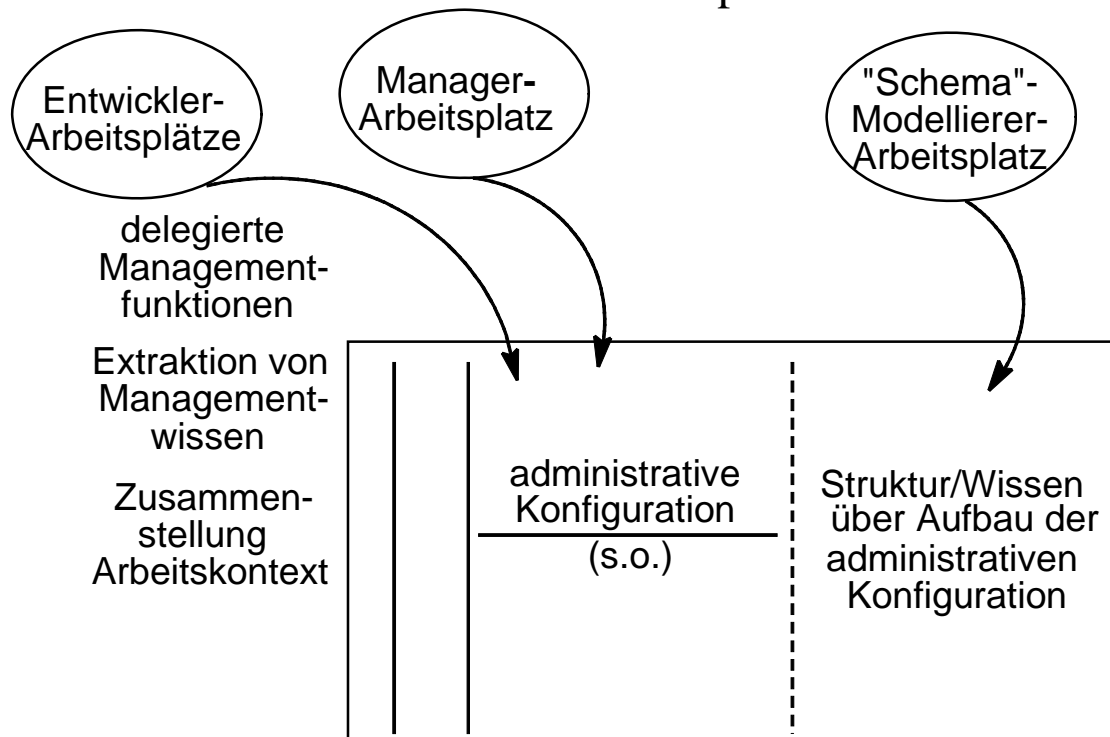 Entwickler-
Arbeitsplätze
Manager-
Arbeitsplatz
"Schema"-
Modellierer-
Arbeitsplatz
delegierte
Management-
funktionen
Extraktion von
Management-
wissen
Zusammen-
stellung
Arbeitskontext
administrative
Konfiguration
(s.o.)
Struktur/Wissen
über Aufbau der
administrativen
Konfiguration